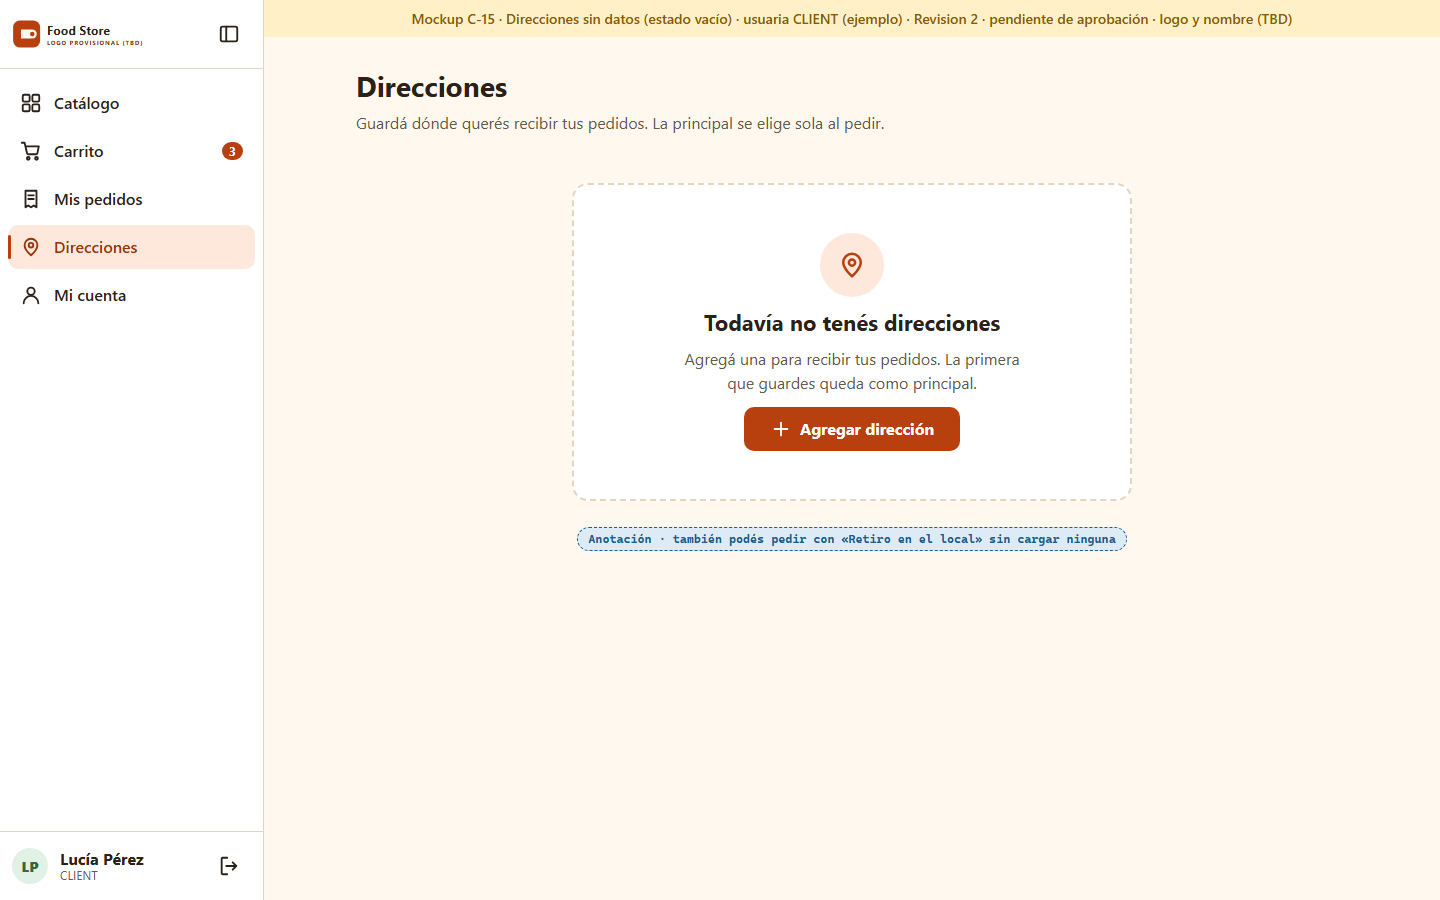 Food Store
LOGO PROVISIONAL (TBD)
Catálogo
Carrito
3
Mis pedidos
Direcciones
Mi cuenta
LP
Lucía Pérez
CLIENT
Mockup C-15 · Direcciones sin datos (estado vacío) · usuaria CLIENT (ejemplo) · Revision 2 · pendiente de aprobación · logo y nombre (TBD)
Direcciones
Guardá dónde querés recibir tus pedidos. La principal se elige sola al pedir.
Todavía no tenés direcciones
Agregá una para recibir tus pedidos. La primera
que guardes queda como principal.
Agregar dirección
Anotación · también podés pedir con «Retiro en el local» sin cargar ninguna